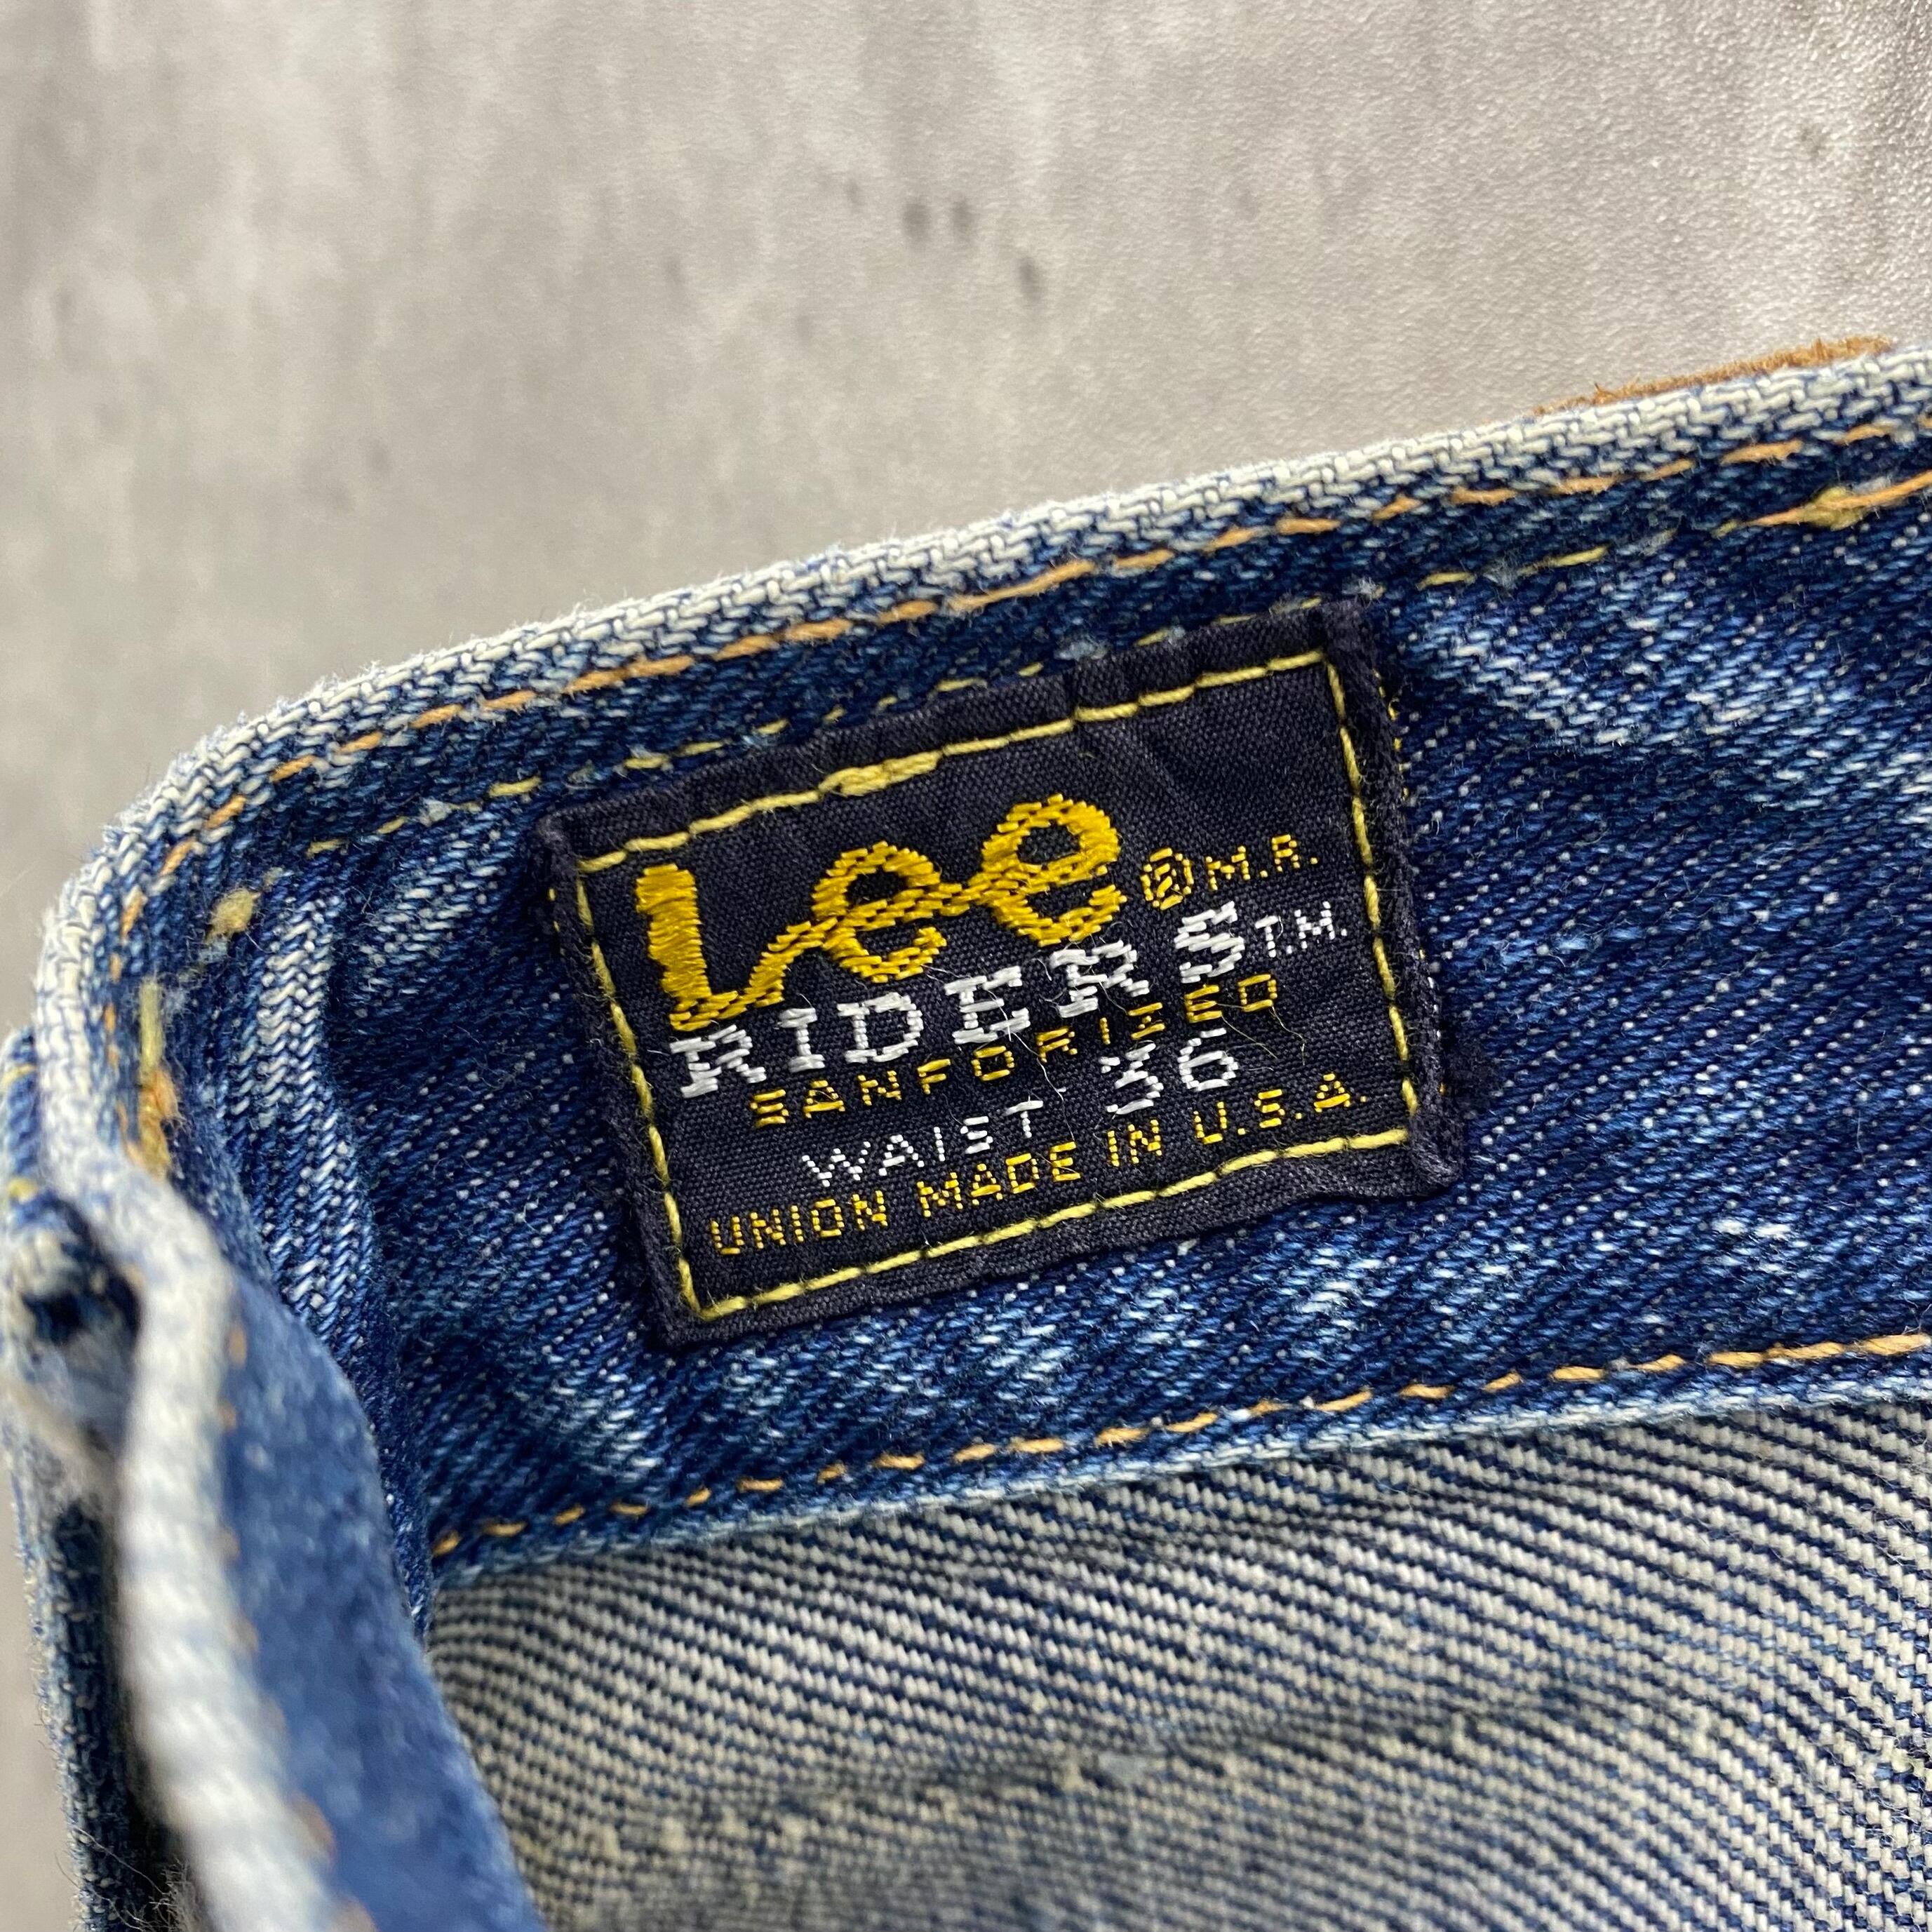 Lee ® M.R.
RIDERS T.M.
SANFORIZED
WAIST - 36
UNION MADE IN U.S.A.